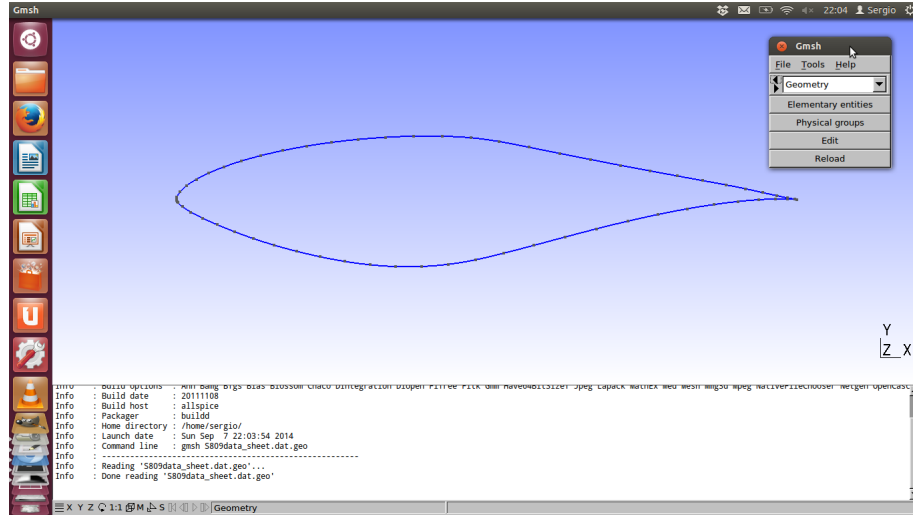 Gmsh
22:04 Sergio
Gmsh
File Tools Help
Geometry
Elementary entities
Physical groups
Edit
Reload
Y
Z X
Info : Build options :
Info : Build date : 20111108
Info : Build host : allspice
Info : Packager : buildd
Info : Home directory : /home/sergio/
Info : Launch date : Sun Sep 7 22:03:54 2014
Info : Command line : gmsh S809data_sheet.dat.geo
Info : -------------------------------------------------------
Info : Reading 'S809data_sheet.dat.geo'...
Info : Done reading 'S809data_sheet.dat.geo'
X Y Z 1:1 M S Geometry